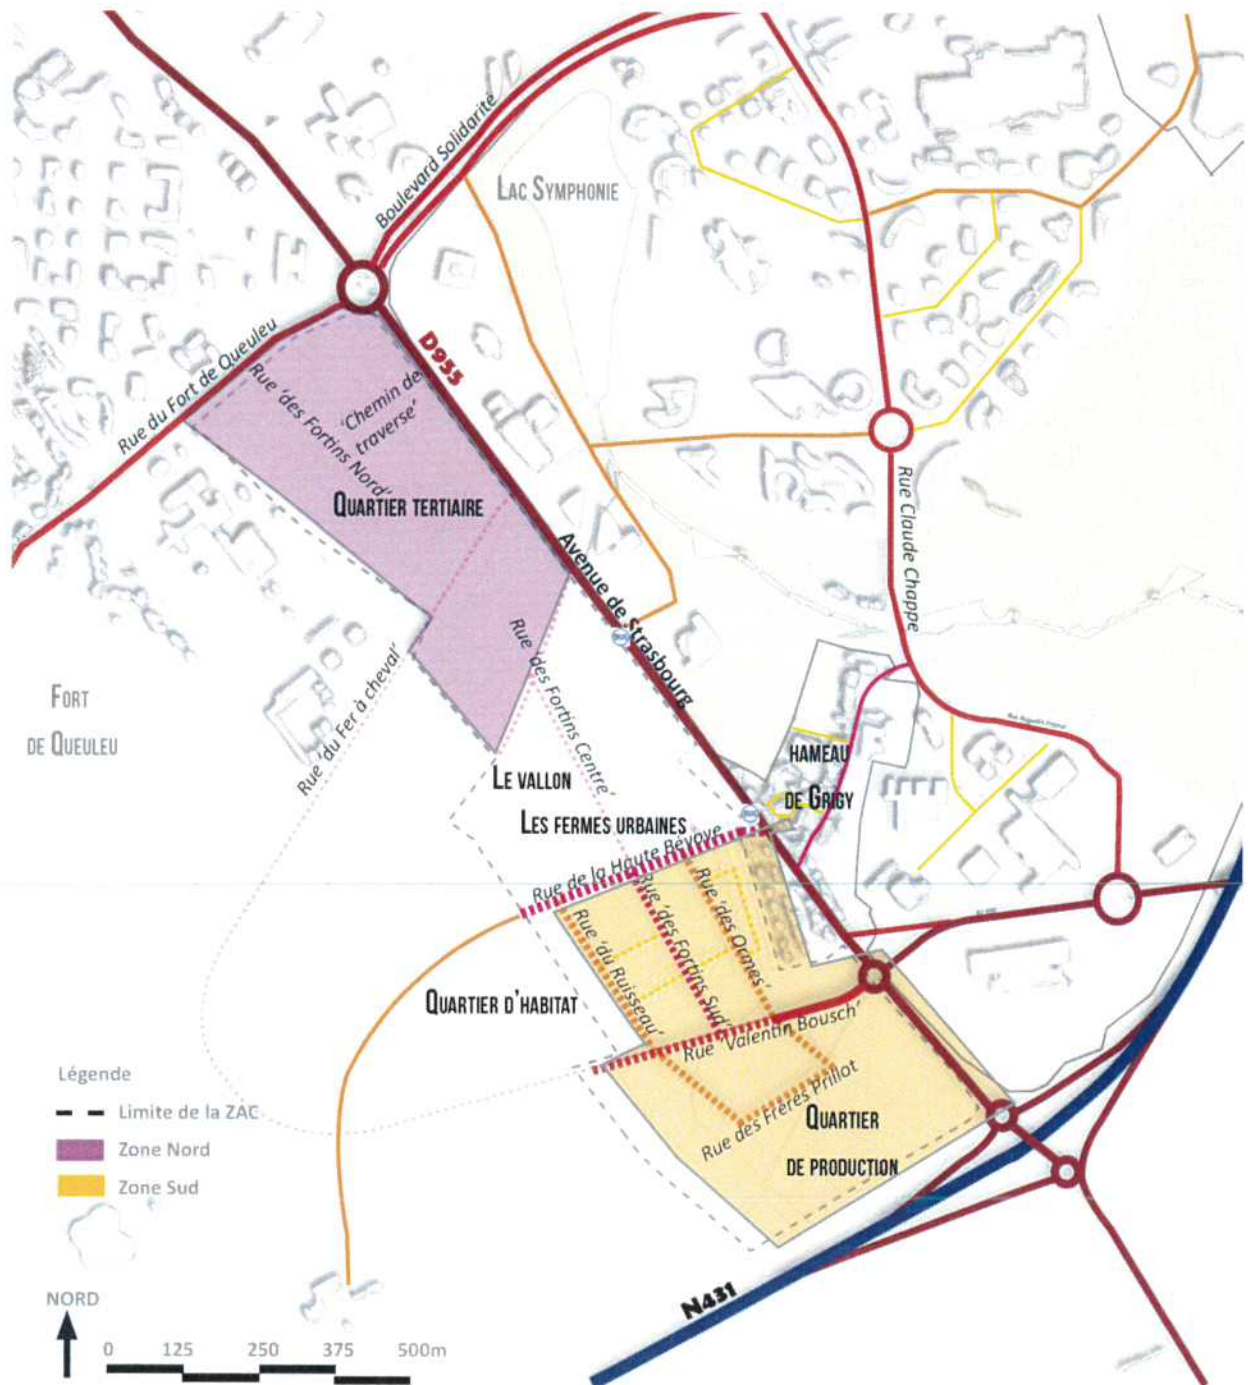 Boulevard Solidarité
Lac Symphonie
D955
Rue du Fort de Queuleu
Rue 'des Fortins Nord'
'Chemin de
traverse'
Quartier tertiaire
Avenue de Strasbourg
Rue Claude Chappe
Rue 'des Fortins Centre'
Rue 'du Fer à cheval'
Fort
de Queuleu
Rue Augustin Fresnel
hameau
de Grigy
Le vallon
Les fermes urbaines
Rue de la Haute Bévoye
Rue 'des Ormes'
Rue 'des Fortins Sud'
Rue 'du Ruisseau'
Quartier d'habitat
Rue 'Valentin Bousch'
Rue des Frères Prillot
Quartier
de production
Légende
Limite de la ZAC
Zone Nord
Zone Sud
N431
NORD
0 125 250 375 500m